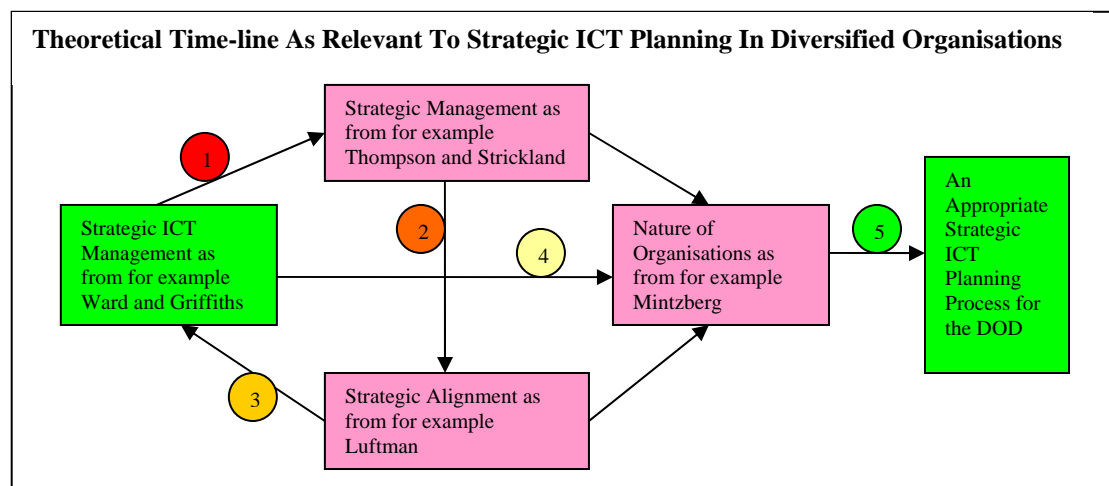 Theoretical Time-line As Relevant To Strategic ICT Planning In Diversified Organisations
Strategic Management as
from for example
Thompson and Strickland
1
2
Strategic ICT
Management as
from for example
Ward and Griffiths
4
Nature of
Organisations as
from for example
Mintzberg
5
An
Appropriate
Strategic
ICT
Planning
Process for
the DOD
3
Strategic Alignment as
from for example
Luftman